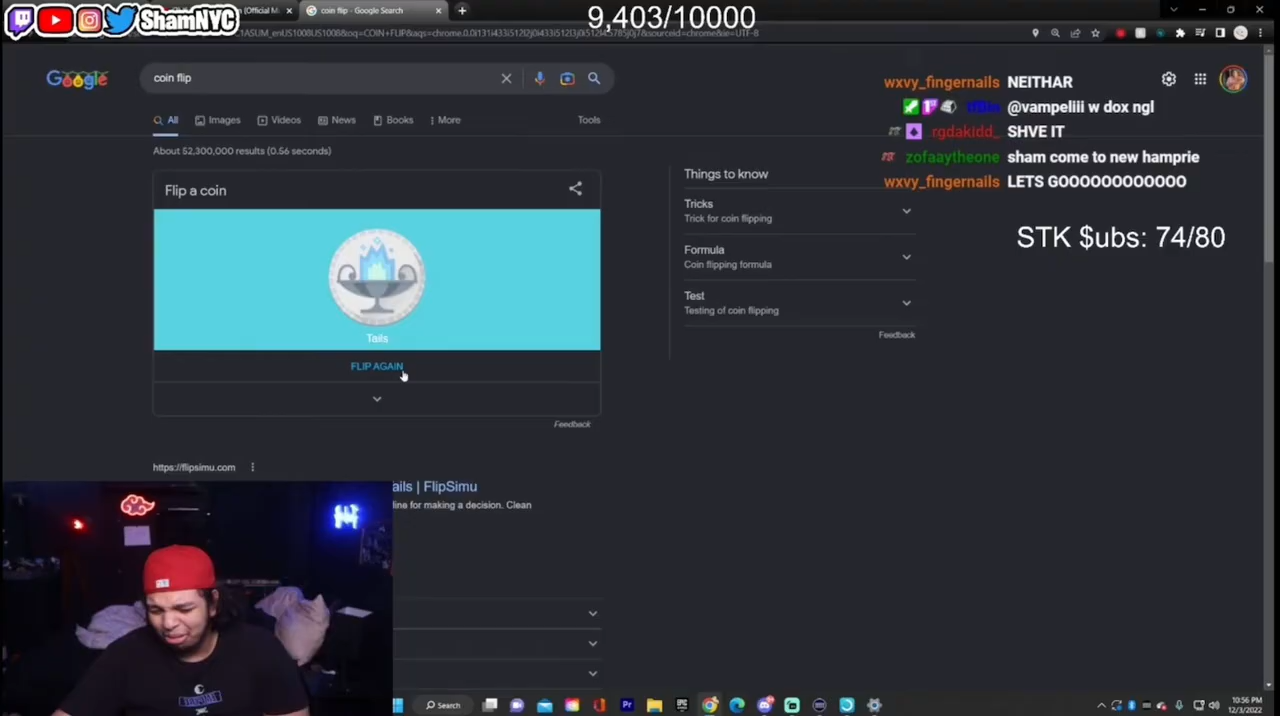 ShamNYC
(Official M
coin flip - Google Search
9,403/10000
Google
coin flip
All
Images
Videos
News
Books
More
Tools
About 52,300,000 results (0.56 seconds)
Flip a coin
Tails
FLIP AGAIN
Feedback
Things to know
Tricks
Trick for coin flipping
Formula
Coin flipping formula
Test
Testing of coin flipping
Feedback
wxvy_fingernails NEITHAR
@vampeliii w dox ngl
rgdakidd_ SHVE IT
zofaaytheone sham come to new hamprie
wxvy_fingernails LETS GOOOOOOOOOOO
STK $ubs: 74/80
https://flipsimu.com
ails | FlipSimu
line for making a decision. Clean
Search
10:56 PM
12/3/2022